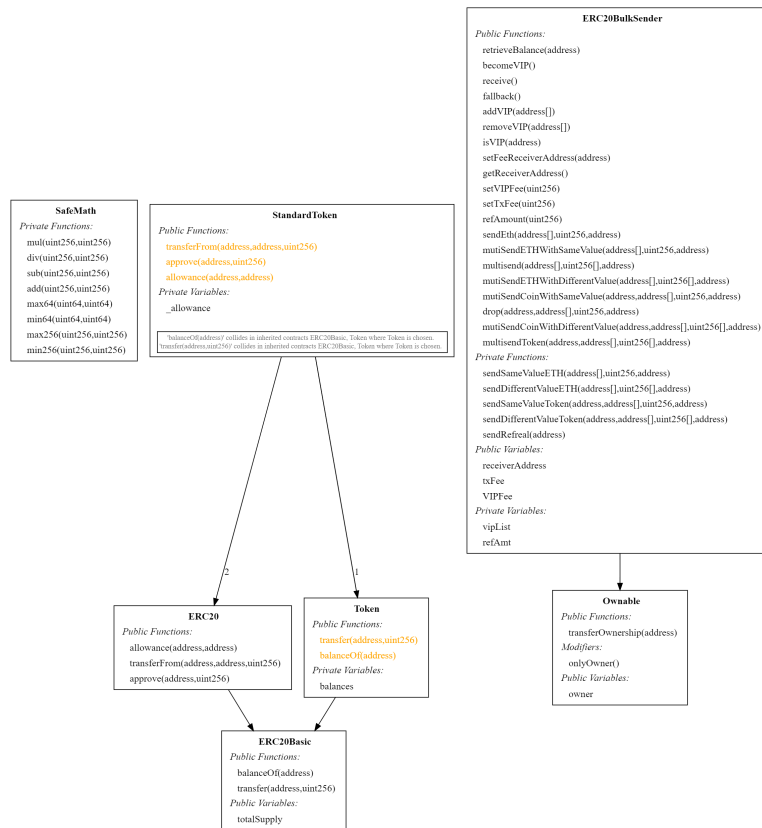 ERC20BulkSender
Public Functions:
retrieveBalance(address)
becomeVIP()
receive()
fallback()
addVIP(address[])
removeVIP(address[])
isVIP(address)
setFeeReceiverAddress(address)
getReceiverAddress()
setVIPFee(uint256)
setTxFee(uint256)
refAmount(uint256)
sendEth(address[],uint256,address)
mutiSendETHWithSameValue(address[],uint256,address)
multisend(address[],uint256[],address)
mutiSendETHWithDifferentValue(address[],uint256[],address)
mutiSendCoinWithSameValue(address,address[],uint256,address)
drop(address,address[],uint256,address)
mutiSendCoinWithDifferentValue(address,address[],uint256[],address)
multisendToken(address,address[],uint256[],address)
Private Functions:
sendSameValueETH(address[],uint256,address)
sendDifferentValueETH(address[],uint256[],address)
sendSameValueToken(address,address[],uint256,address)
sendDifferentValueToken(address,address[],uint256[],address)
sendRefreal(address)
Public Variables:
receiverAddress
txFee
VIPFee
Private Variables:
vipList
refAmt
SafeMath
Private Functions:
mul(uint256,uint256)
div(uint256,uint256)
sub(uint256,uint256)
add(uint256,uint256)
max64(uint64,uint64)
min64(uint64,uint64)
max256(uint256,uint256)
min256(uint256,uint256)
StandardToken
Public Functions:
transferFrom(address,address,uint256)
approve(address,uint256)
allowance(address,address)
Private Variables:
_allowance
'balanceOf(address)' collides in inherited contracts ERC20Basic, Token where Token is chosen.
'transfer(address,uint256)' collides in inherited contracts ERC20Basic, Token where Token is chosen.
2
1
ERC20
Public Functions:
allowance(address,address)
transferFrom(address,address,uint256)
approve(address,uint256)
Token
Public Functions:
transfer(address,uint256)
balanceOf(address)
Private Variables:
balances
Ownable
Public Functions:
transferOwnership(address)
Modifiers:
onlyOwner()
Public Variables:
owner
ERC20Basic
Public Functions:
balanceOf(address)
transfer(address,uint256)
Public Variables:
totalSupply